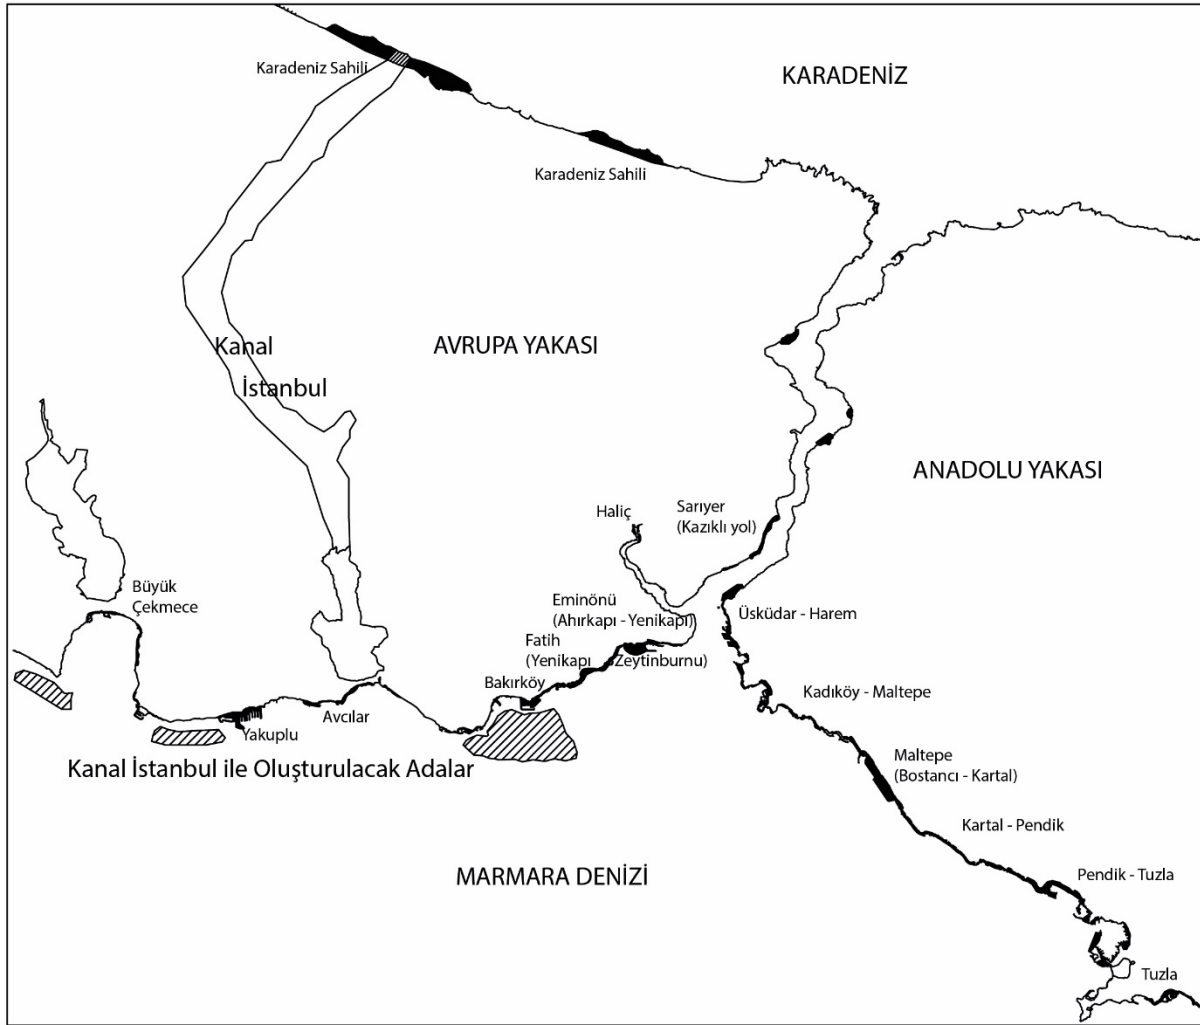 Karadeniz Sahili
KARADENİZ
Karadeniz Sahili
Kanal
İstanbul
AVRUPA YAKASI
ANADOLU YAKASI
Haliç
Sarıyer
(Kazıklı yol)
Büyük
Çekmece
Eminönü
(Ahırkapı - Yenikapı)
Üsküdar - Harem
Fatih
(Yenikapı Zeytinburnu)
Bakırköy
Kadıköy - Maltepe
Avcılar
Yakuplu
Kanal İstanbul ile Oluşturulacak Adalar
Maltepe
(Bostancı - Kartal)
Kartal - Pendik
MARMARA DENİZİ
Pendik - Tuzla
Tuzla